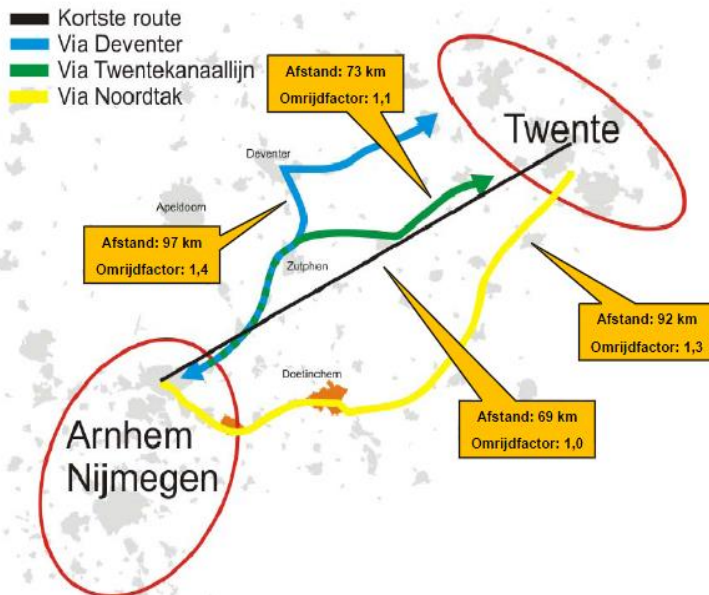 Kortste route
Via Deventer
Via Twentekanaallijn
Via Noordtak
Afstand: 73 km
Omrijdfactor: 1,1
Twente
Deventer
Apeldoorn
Afstand: 97 km
Omrijdfactor: 1,4
Zutphen
Afstand: 92 km
Omrijdfactor: 1,3
Doetinchem
Afstand: 69 km
Omrijdfactor: 1,0
Arnhem
Nijmegen